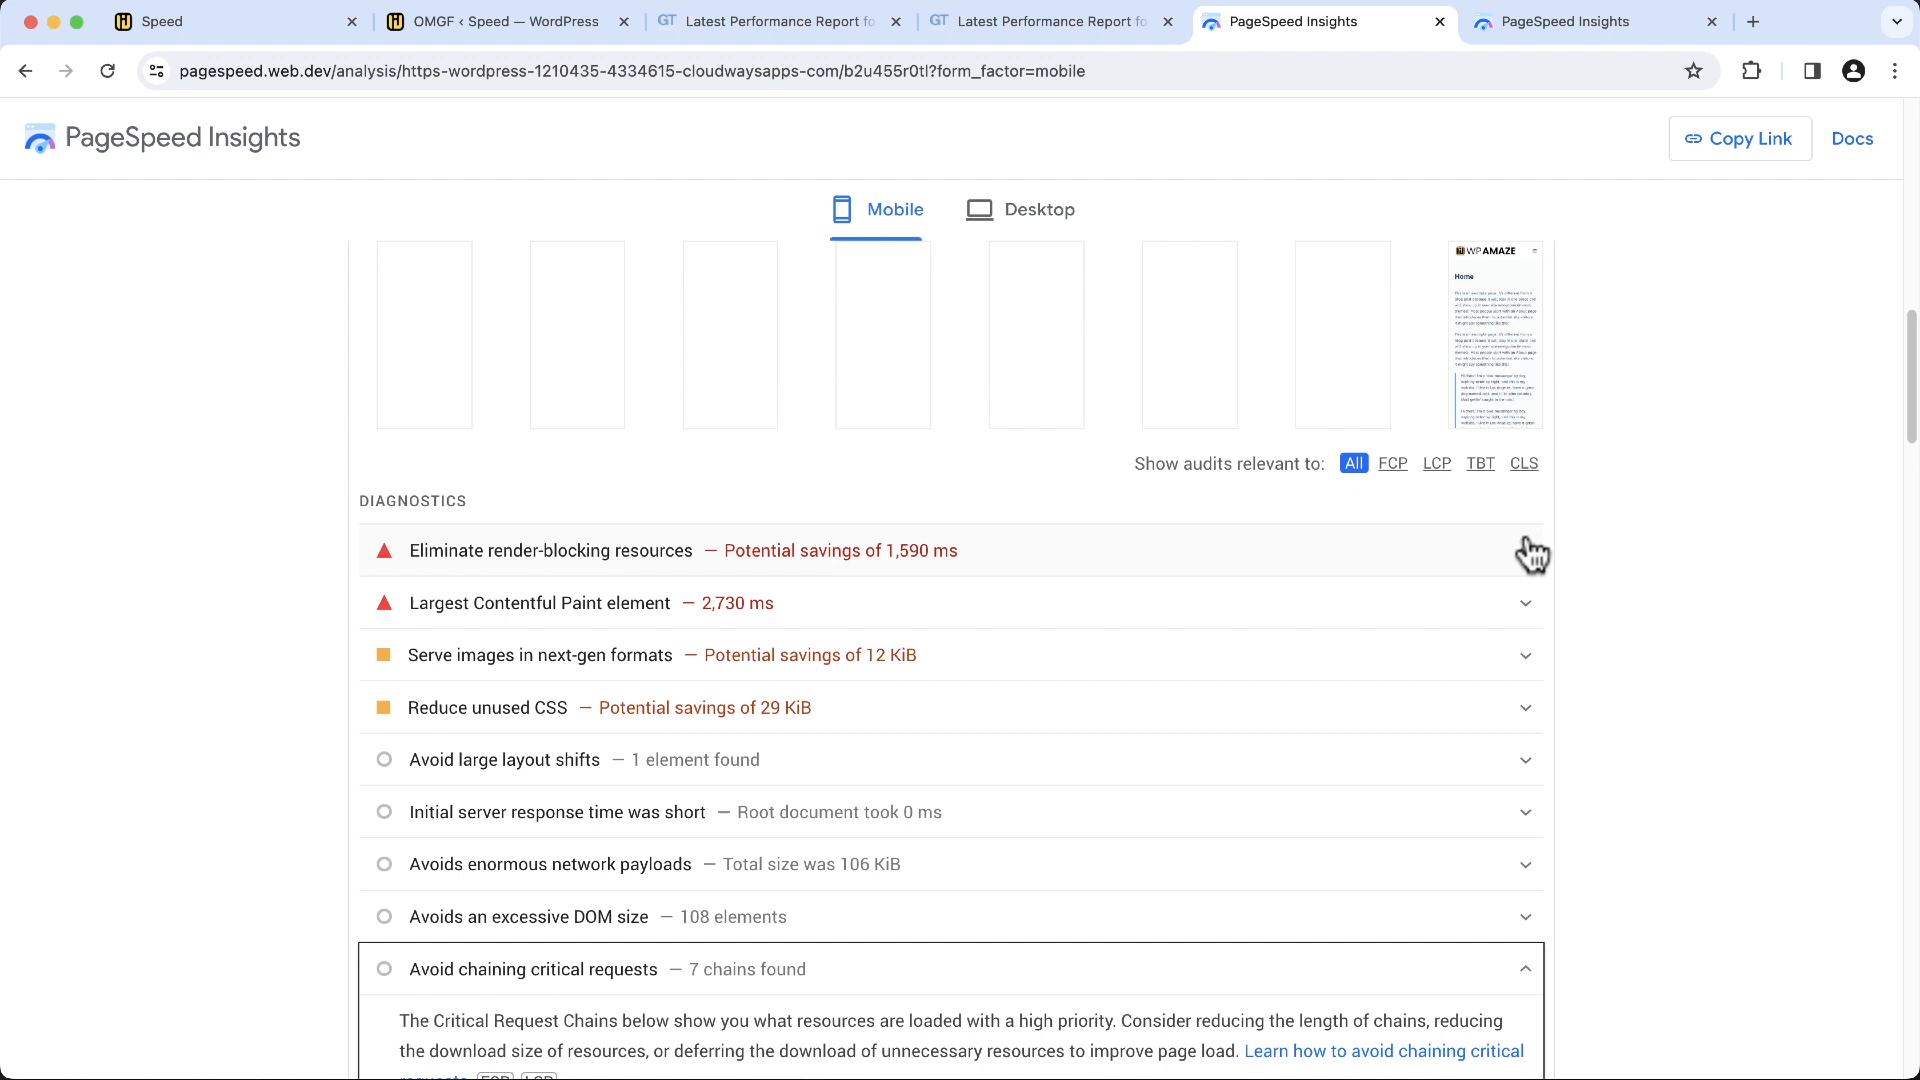 Speed
OMGF ‹ Speed — WordPress
GT Latest Performance Report fo
GT Latest Performance Report fo
PageSpeed Insights
PageSpeed Insights
pagespeed.web.dev/analysis/https-wordpress-1210435-4334615-cloudwaysapps-com/b2u455r0tl?form_factor=mobile
PageSpeed Insights
Copy Link
Docs
Mobile
Desktop
WP AMAZE
Home
Show audits relevant to: All FCP LCP TBT CLS
DIAGNOSTICS
Eliminate render-blocking resources — Potential savings of 1,590 ms
Largest Contentful Paint element — 2,730 ms
Serve images in next-gen formats — Potential savings of 12 KiB
Reduce unused CSS — Potential savings of 29 KiB
Avoid large layout shifts — 1 element found
Initial server response time was short — Root document took 0 ms
Avoids enormous network payloads — Total size was 106 KiB
Avoids an excessive DOM size — 108 elements
Avoid chaining critical requests — 7 chains found
The Critical Request Chains below show you what resources are loaded with a high priority. Consider reducing the length of chains, reducing
the download size of resources, or deferring the download of unnecessary resources to improve page load. Learn how to avoid chaining critical